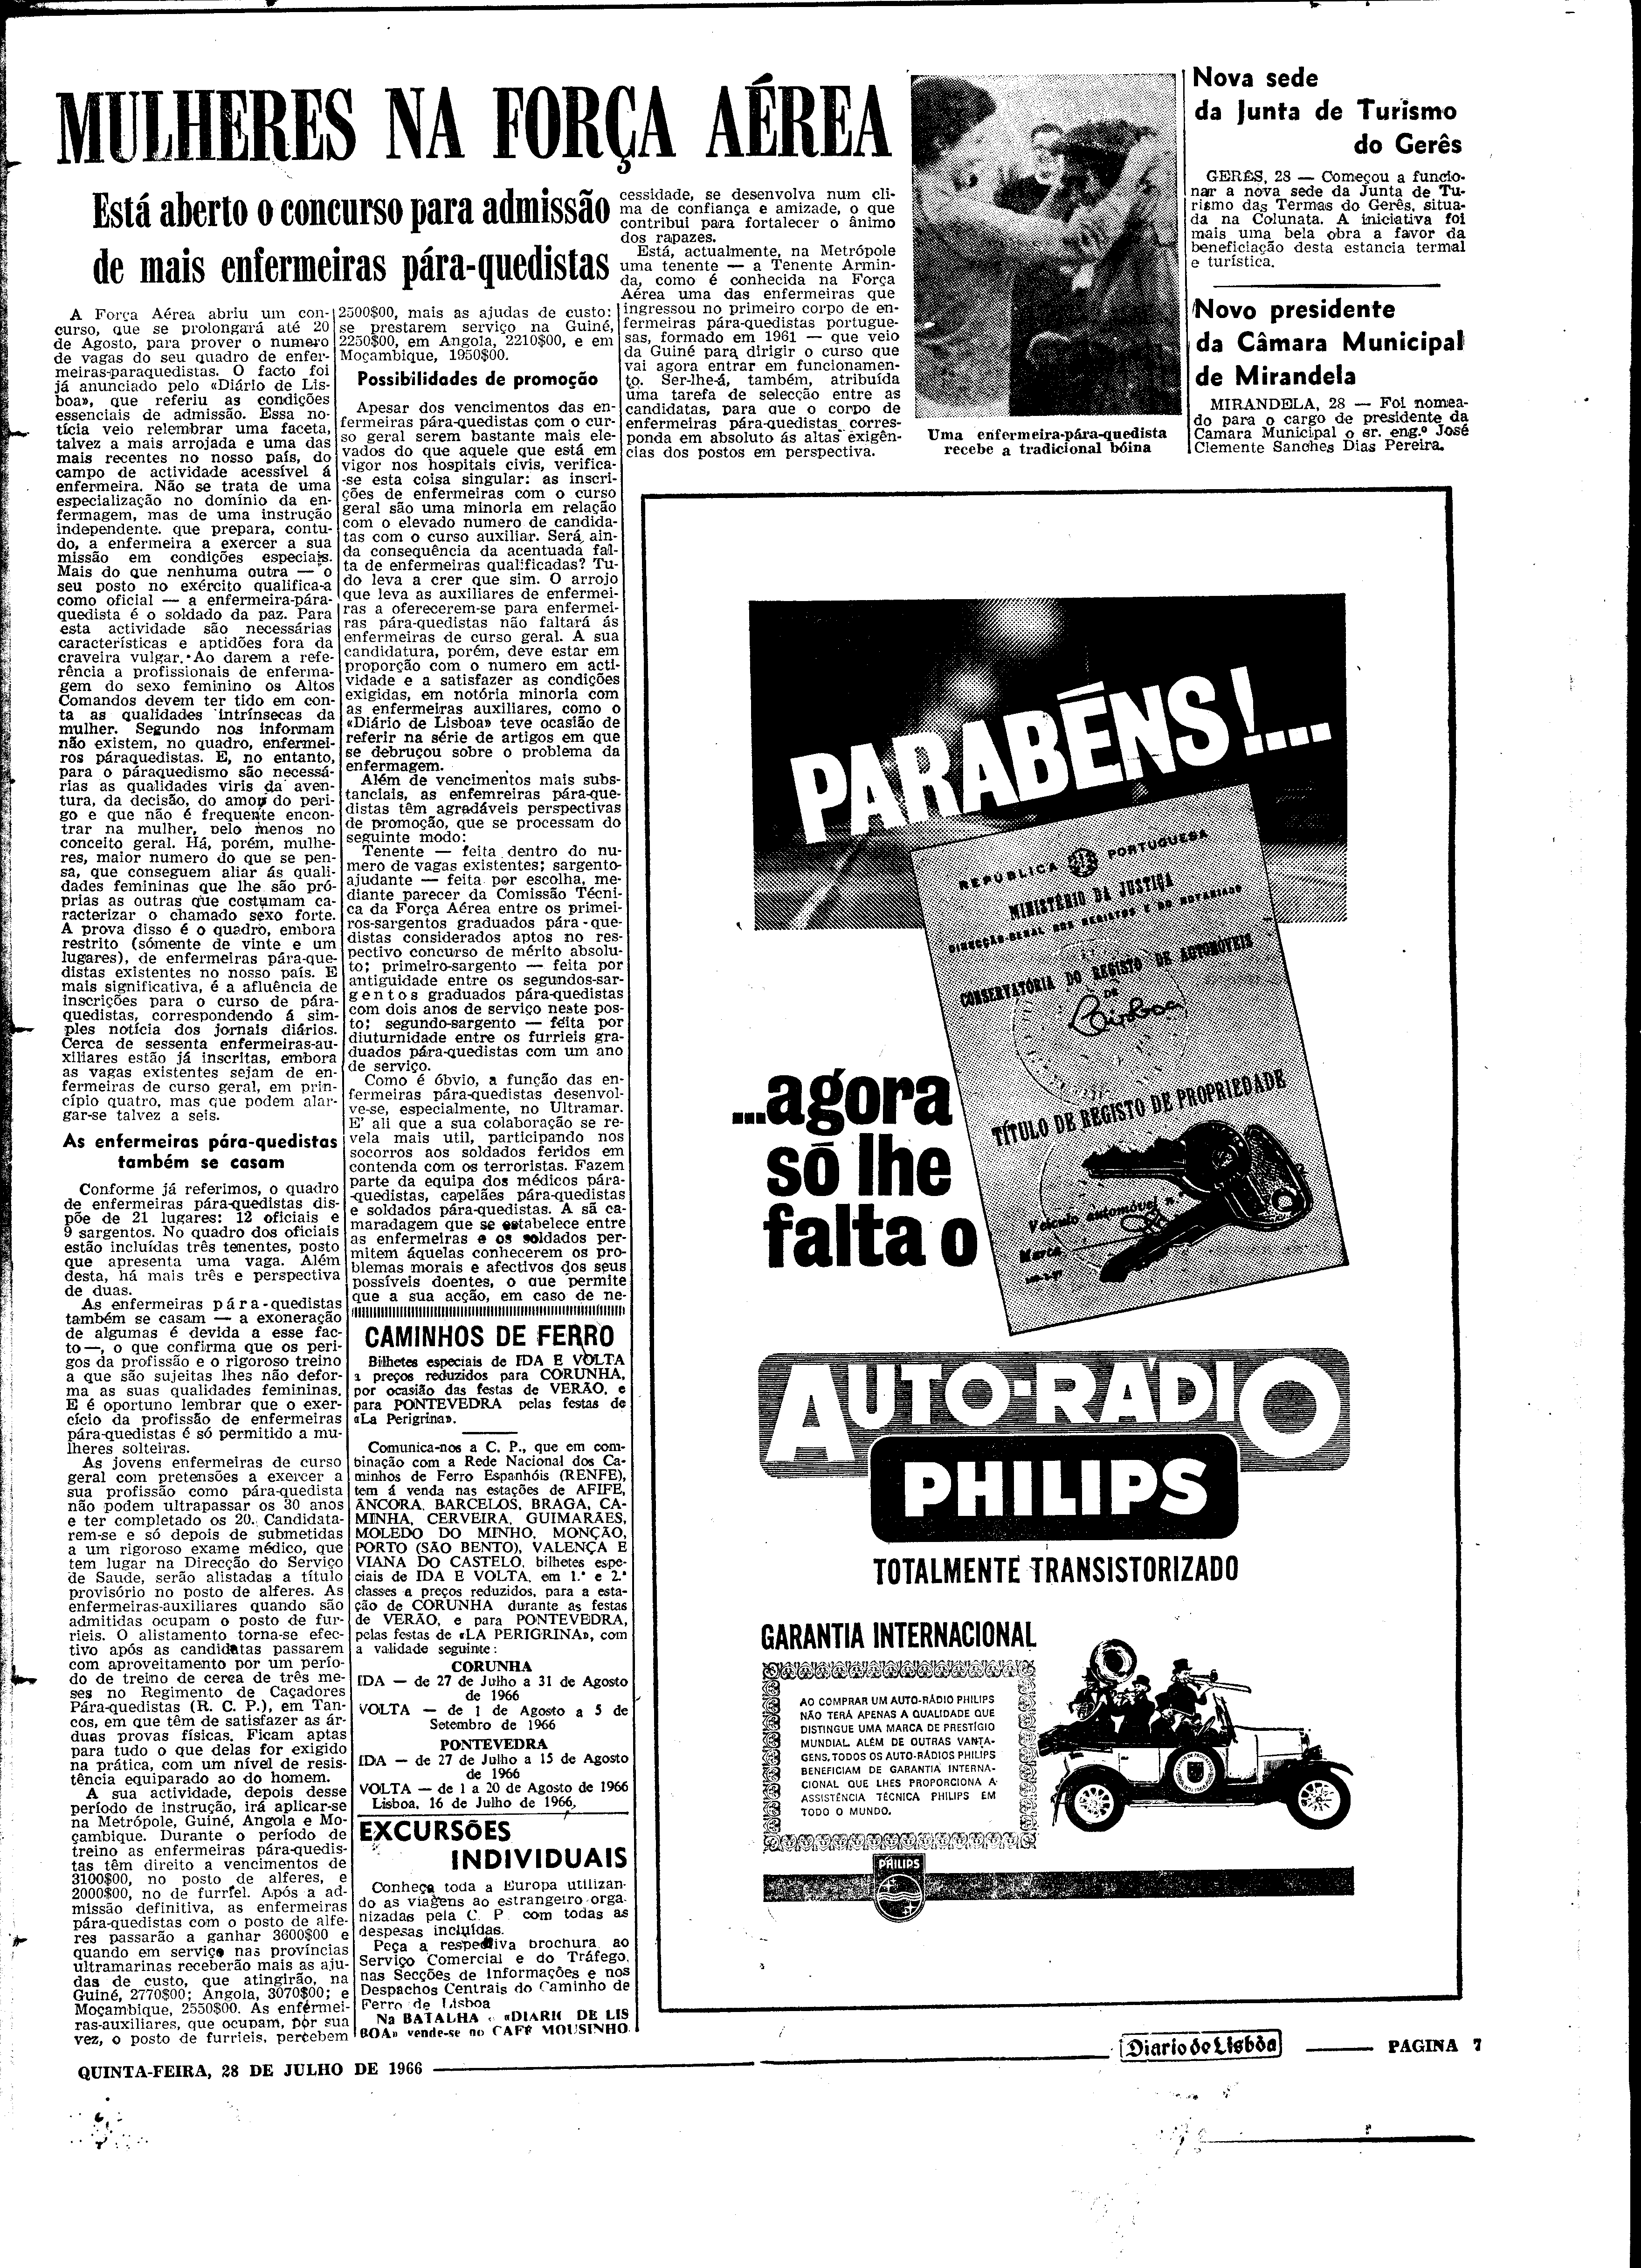 MULHERES NA FORÇA AÉREA
Está aberto o concurso para admissão
de mais enfermeiras pára-quedistas
A Força Aérea abriu um con-
curso, que se prolongará até 20
de Agosto, para prover o numero
de vagas do seu quadro de enfer-
meiras-paraquedistas. O facto foi
já anunciado pelo «Diário de Lis-
boa», que referiu as condições
essenciais de admissão. Essa no-
tícia veio relembrar uma faceta,
talvez a mais arrojada e uma das
mais recentes no nosso país, do
campo de actividade acessível á
enfermeira. Não se trata de uma
especialização no domínio da en-
fermagem, mas de uma instrução
independente. que prepara, contu-
do, a enfermeira a exercer a sua
missão em condições especiais.
Mais do que nenhuma outra — o
seu posto no exército qualifica-a
como oficial — a enfermeira-pára-
quedista é o soldado da paz. Para
esta actividade são necessárias
características e aptidões fora da
craveira vulgar. Ao darem a refe-
rência a profissionais de enferma-
gem do sexo feminino os Altos
Comandos devem ter tido em con-
ta as qualidades intrínsecas da
mulher. Segundo nos informam
não existem, no quadro, enfermei-
ros páraquedistas. E, no entanto,
para o páraquedismo são necessá-
rias as qualidades viris da aven-
tura, da decisão, do amor do peri-
go e que não é frequente encon-
trar na mulher, pelo menos no
conceito geral. Há, porém, mulhe-
res, maior numero do que se pen-
sa, que conseguem aliar ás quali-
dades femininas que lhe são pró-
prias as outras que costumam ca-
racterizar o chamado sexo forte.
A prova disso é o quadro, embora
restrito (sómente de vinte e um
lugares), de enfermeiras pára-que-
distas existentes no nosso país. E
mais significativa, é a afluência de
inscrições para o curso de pára-
quedistas, correspondendo á sim-
ples notícia dos jornais diários.
Cerca de sessenta enfermeiras-au-
xiliares estão já inscritas, embora
as vagas existentes sejam de en-
fermeiras de curso geral, em prin-
cípio quatro, mas que podem alar-
gar-se talvez a seis.
As enfermeiras pára-quedistas
também se casam
Conforme já referimos, o quadro
de enfermeiras pára-quedistas dis-
põe de 21 lugares: 12 oficiais e
9 sargentos. No quadro dos oficiais
estão incluídas três tenentes, posto
que apresenta uma vaga. Além
desta, há mais três e perspectiva
de duas.
As enfermeiras pára-quedistas
também se casam — a exoneração
de algumas é devida a esse fac-
to—, o que confirma que os peri-
gos da profissão e o rigoroso treino
a que são sujeitas lhes não defor-
ma as suas qualidades femininas.
E é oportuno lembrar que o exer-
cício da profissão de enfermeiras
pára-quedistas é só permitido a mu-
lheres solteiras.
As jovens enfermeiras de curso
geral com pretensões a exercer a
sua profissão como pára-quedista
não podem ultrapassar os 30 anos
e ter completado os 20. Candidata-
rem-se e só depois de submetidas
a um rigoroso exame médico, que
tem lugar na Direcção do Serviço
de Saude, serão alistadas a título
provisório no posto de alferes. As
enfermeiras-auxiliares quando são
admitidas ocupam o posto de fur-
rieis. O alistamento torna-se efec-
tivo após as candidatas passarem
com aproveitamento por um perío-
do de treino de cerea de três me-
ses no Regimento de Caçadores
Pára-quedistas (R. C. P.), em Tan-
cos, em que têm de satisfazer as ár-
duas provas físicas. Ficam aptas
para tudo o que delas for exigido
na prática, com um nível de resis-
tência equiparado ao do homem.
A sua actividade, depois desse
período de instrução, irá aplicar-se
na Metrópole, Guiné, Angola e Mo-
çambique. Durante o período de
treino as enfermeiras pára-quedis-
tas têm direito a vencimentos de
3100$00, no posto de alferes, e
2000$00, no de furriel. Após a ad-
missão definitiva, as enfermeiras
pára-quedistas com o posto de alfe-
res passarão a ganhar 3600$00 e
quando em serviço nas províncias
ultramarinas receberão mais as aju-
das de custo, que atingirão, na
Guiné, 2770$00; Angola, 3070$00; e
Moçambique, 2550$00. As enférmei-
ras-auxiliares, que ocupam, por sua
vez, o posto de furrieis, percebem
2500$00, mais as ajudas de custo:
se prestarem serviço na Guiné,
2250$00, em Angola, 2210$00, e em
Moçambique, 1950$00.
Possibilidades de promoção
Apesar dos vencimentos das en-
fermeiras pára-quedistas com o cur-
so geral serem bastante mais ele-
vados do que aquele que está em
vigor nos hospitais civis, verifica-
-se esta coisa singular: as inscri-
ções de enfermeiras com o curso
geral são uma minoria em relação
com o elevado numero de candida-
tas com o curso auxiliar. Será, ain-
da consequência da acentuada fal-
ta de enfermeiras qualificadas? Tu-
do leva a crer que sim. O arrojo
que leva as auxiliares de enfermei-
ras a oferecerem-se para enfermei-
ras pára-quedistas não faltará ás
enfermeiras de curso geral. A sua
candidatura, porém, deve estar em
proporção com o numero em acti-
vidade e a satisfazer as condições
exigidas, em notória minoria com
as enfermeiras auxiliares, como o
«Diário de Lisboa» teve ocasião de
referir na série de artigos em que
se debruçou sobre o problema da
enfermagem.
Além de vencimentos mais subs-
tanciais, as enfemreiras pára-que-
distas têm agradáveis perspectivas
de promoção, que se processam do
seguinte modo:
Tenente — feita dentro do nu-
mero de vagas existentes; sargento-
ajudante — feita por escolha, me-
diante parecer da Comissão Técni-
ca da Força Aérea entre os primei-
ros-sargentos graduados pára-que-
distas considerados aptos no res-
pectivo concurso de mérito absolu-
to; primeiro-sargento — feita por
antiguidade entre os segundos-sar-
gentos graduados pára-quedistas
com dois anos de serviço neste pos-
to; segundo-sargento — feita por
diuturnidade entre os furrieis gra-
duados pára-quedistas com um ano
de serviço.
Como é óbvio, a função das en-
fermeiras pára-quedistas desenvol-
ve-se, especialmente, no Ultramar.
E' ali que a sua colaboração se re-
vela mais util, participando nos
socorros aos soldados feridos em
contenda com os terroristas. Fazem
parte da equipa dos médicos pára-
-quedistas, capelães pára-quedistas
e soldados pára-quedistas. A sã ca-
maradagem que se estabelece entre
as enfermeiras e os soldados per-
mitem áquelas conhecerem os pro-
blemas morais e afectivos dos seus
possíveis doentes, o que permite
que a sua acção, em caso de ne-
cessidade, se desenvolva num cli-
ma de confiança e amizade, o que
contribui para fortalecer o ânimo
dos rapazes.
Está, actualmente, na Metrópole
uma tenente — a Tenente Armin-
da, como é conhecida na Força
Aérea uma das enfermeiras que
ingressou no primeiro corpo de en-
fermeiras pára-quedistas portugue-
sas, formado em 1961 — que veio
da Guiné para dirigir o curso que
vai agora entrar em funcionamen-
to. Ser-lhe-á, também, atribuída
uma tarefa de selecção entre as
candidatas, para que o corpo de
enfermeiras pára-quedistas corres-
ponda em absoluto ás altas exigên-
cias dos postos em perspectiva.
Uma enfermeira-pára-quedista
recebe a tradicional bóina
Nova sede
da Junta de Turismo
do Gerês
GERÊS, 28 — Começou a funcio-
nar a nova sede da Junta de Tu-
rismo das Termas do Gerês, situa-
da na Colunata. A iniciativa foi
mais uma bela obra a favor da
beneficiação desta estancia termal
e turística.
Novo presidente
da Câmara Municipal
de Mirandela
MIRANDELA, 28 — Foi nomea-
do para o cargo de presidente da
Camara Municipal o sr. eng.º José
Clemente Sanches Dias Pereira.
CAMINHOS DE FERRO
Bilhetes especiais de IDA E VOLTA
a preços reduzidos para CORUNHA,
por ocasião das festas de VERÃO, e
para PONTEVEDRA pelas festas de
«La Perigrina».
Comunica-nos a C. P., que em com-
binação com a Rede Nacional dos Ca-
minhos de Ferro Espanhóis (RENFE),
tem á venda nas estações de AFIFE,
ÂNCORA, BARCELOS, BRAGA, CA-
MINHA, CERVEIRA, GUIMARÃES,
MOLEDO DO MINHO, MONÇÃO,
PORTO (SÃO BENTO), VALENÇA E
VIANA DO CASTELO, bilhetes espe-
ciais de IDA E VOLTA, em 1.ª e 2.ª
classes a preços reduzidos, para a esta-
ção de CORUNHA durante as festas
de VERÃO, e para PONTEVEDRA,
pelas festas de «LA PERIGRINA», com
a validade seguinte:
CORUNHA
IDA — de 27 de Julho a 31 de Agosto
de 1966
VOLTA — de 1 de Agosto a 5 de
Setembro de 1966
PONTEVEDRA
IDA — de 27 de Julho a 15 de Agosto
de 1966
VOLTA — de 1 a 20 de Agosto de 1966
Lisboa, 16 de Julho de 1966,
EXCURSÕES
INDIVIDUAIS
Conheça toda a Europa utilizan-
do as viagens ao estrangeiro orga-
nizadas pela C. P. com todas as
despesas incluídas.
Peça a respectiva brochura ao
Serviço Comercial e do Tráfego,
nas Secções de Informações e nos
Despachos Centrais do Caminho de
Ferro de Lisboa
Na BATALHA o «DIARIO DE LIS
BOA» vende-se no CAFÉ MOUSINHO.
PARABÉNS!...
REPÚBLICA PORTUGUESA
MINISTÉRIO DA JUSTIÇA
DIRECÇÃO-GERAL DOS REGISTOS E DO NOTARIADO
CONSERVATÓRIA DO REGISTO DE AUTOMÓVEIS
DE
Lisboa
TÍTULO DE REGISTO DE PROPRIEDADE
Veículo automóvel n.º
Marca
...agora
só lhe
falta o
AUTO-RÁDIO
PHILIPS
TOTALMENTE TRANSISTORIZADO
GARANTIA INTERNACIONAL
AO COMPRAR UM AUTO-RÁDIO PHILIPS
NÃO TERÁ APENAS A QUALIDADE QUE
DISTINGUE UMA MARCA DE PRESTÍGIO
MUNDIAL. ALÉM DE OUTRAS VANTA-
GENS, TODOS OS AUTO-RÁDIOS PHILIPS
BENEFICIAM DE GARANTIA INTERNA-
CIONAL QUE LHES PROPORCIONA A
ASSISTÊNCIA TÉCNICA PHILIPS EM
TODO O MUNDO.
PHILIPS
QUINTA-FEIRA, 28 DE JULHO DE 1966
Diario de Lisbôa
PAGINA 7